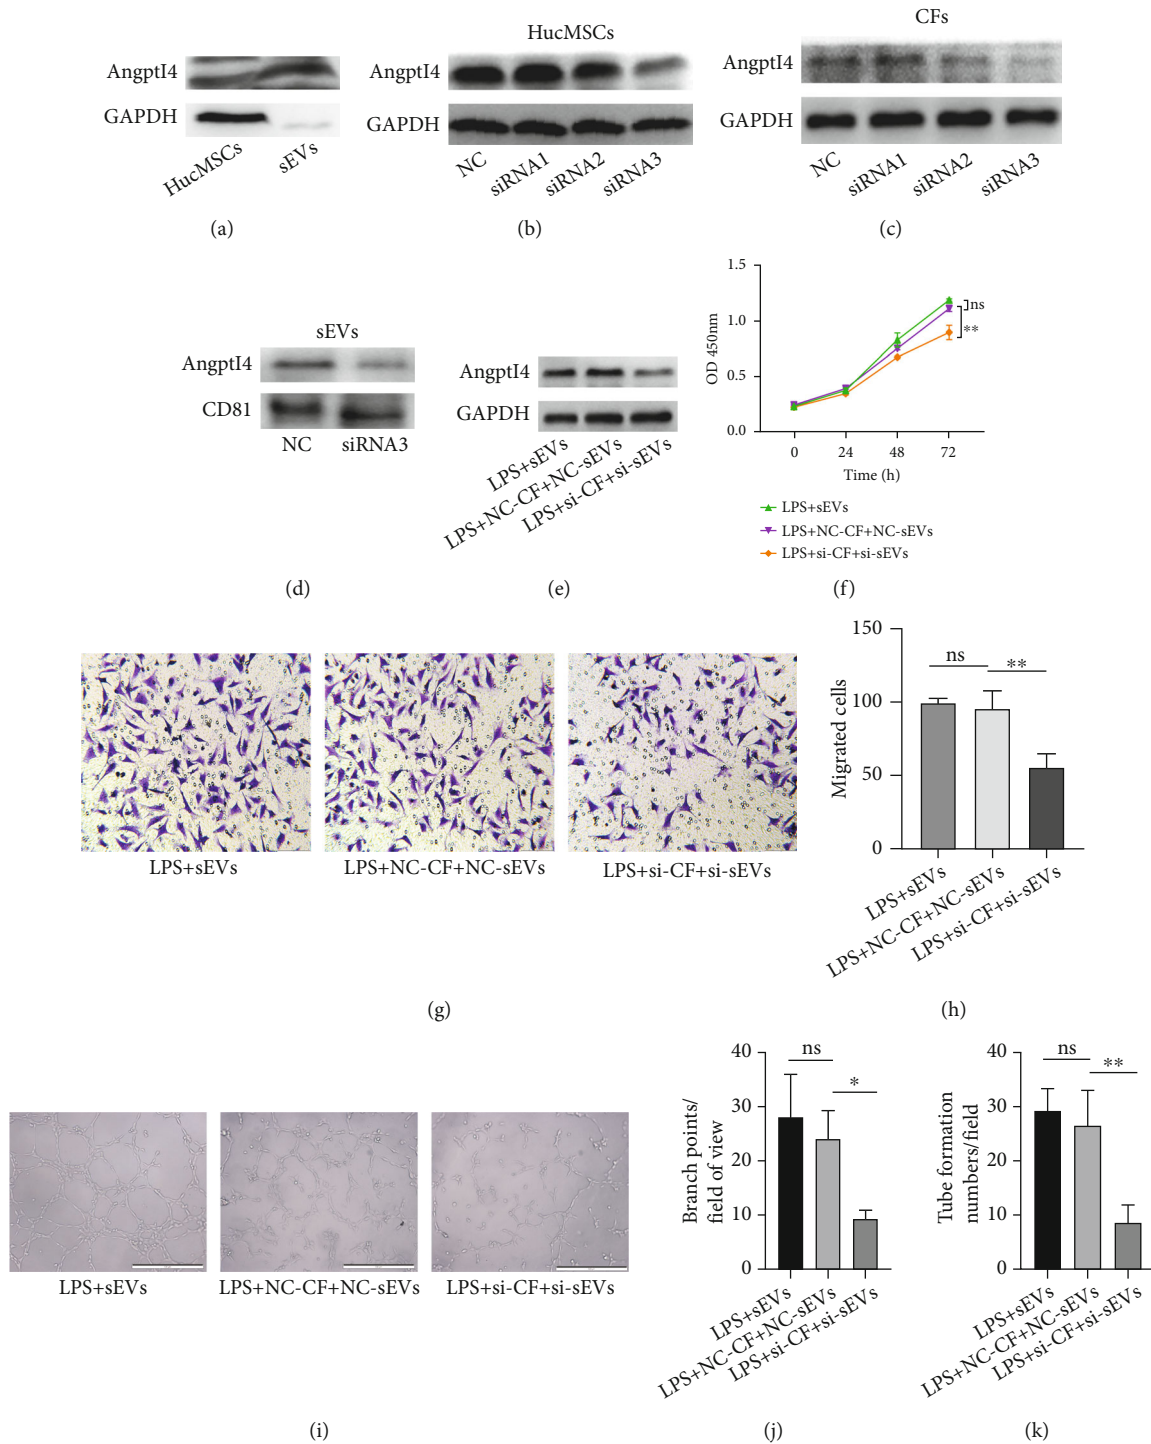 HucMSCs
CFs
AngptI4
GAPDH
HucMSCs
sEVs
(a)
AngptI4
GAPDH
NC
siRNA1
siRNA2
siRNA3
(b)
AngptI4
GAPDH
NC
siRNA1
siRNA2
siRNA3
(c)
sEVs
AngptI4
CD81
NC
siRNA3
(d)
AngptI4
GAPDH
LPS+sEVs
LPS+NC-CF+NC-sEVs
LPS+si-CF+si-sEVs
(e)
OD 450nm
1.5
1.0
0.5
0.0
ns
**
0
24
48
72
Time (h)
LPS+sEVs
LPS+NC-CF+NC-sEVs
LPS+si-CF+si-sEVs
(f)
LPS+sEVs
LPS+NC-CF+NC-sEVs
LPS+si-CF+si-sEVs
(g)
Migrated cells
150
100
50
0
ns
**
LPS+sEVs
LPS+NC-CF+NC-sEVs
LPS+si-CF+si-sEVs
(h)
LPS+sEVs
LPS+NC-CF+NC-sEVs
LPS+si-CF+si-sEVs
(i)
Branch points/
field of view
40
30
20
10
0
ns
*
LPS+sEVs
LPS+NC-CF+NC-sEVs
LPS+si-CF+si-sEVs
(j)
Tube formation
numbers/field
40
30
20
10
0
ns
**
LPS+sEVs
LPS+NC-CF+NC-sEVs
LPS+si-CF+si-sEVs
(k)